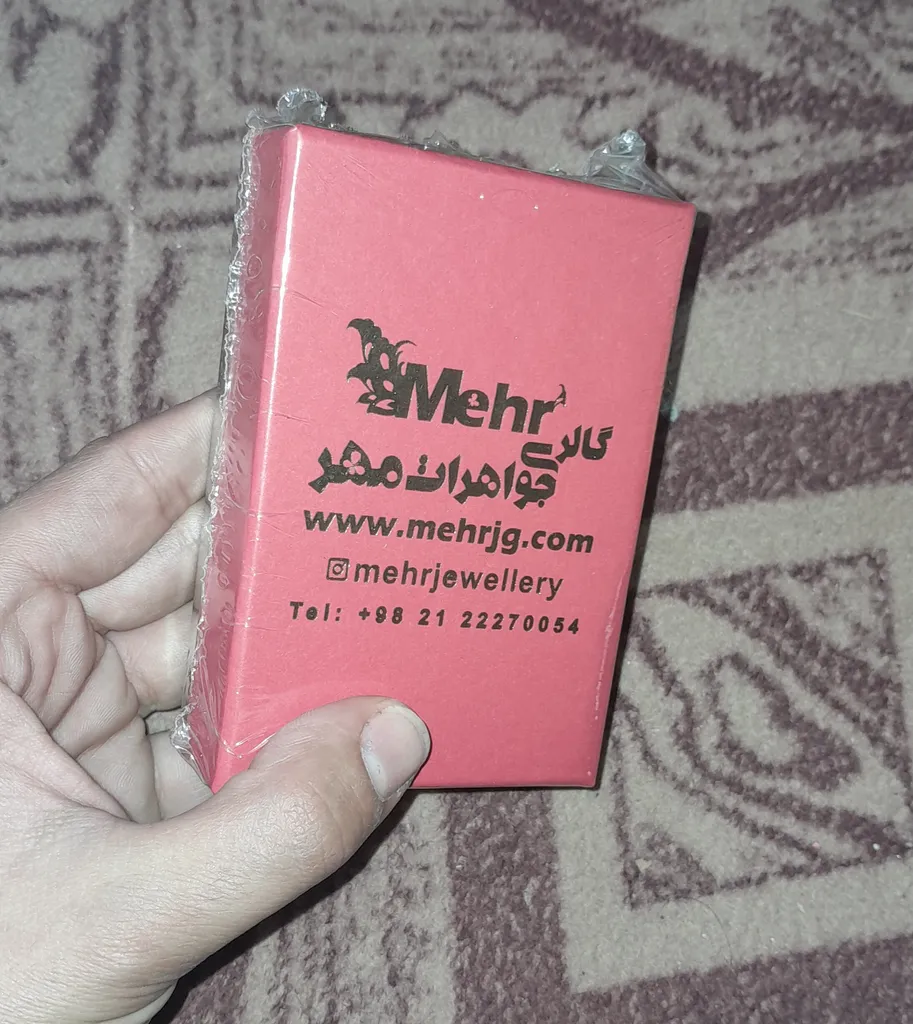 Mehr
گالری
جواهرات مهر
www.mehrjg.com
mehrjewellery
Tel: +98 21 22270054